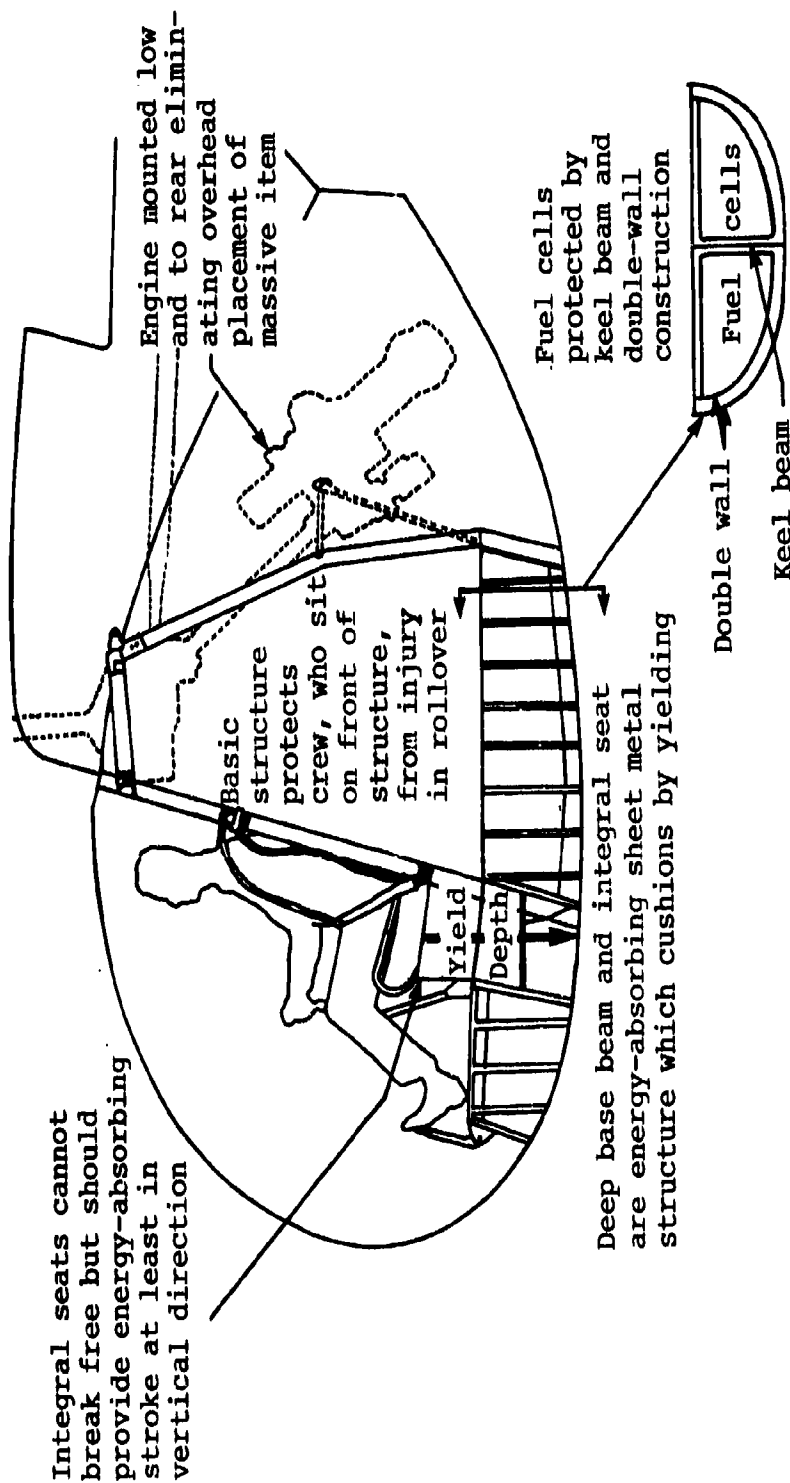 Integral seats cannot
break free but should
provide energy-absorbing
stroke at least in
vertical direction
Engine mounted low
and to rear elimin-
ating overhead
placement of
massive item
Basic
structure
protects
crew, who sit
on front of
structure,
from injury
in rollover
Yield
Depth
Deep base beam and integral seat
are energy-absorbing sheet metal
structure which cushions by yielding
Fuel cells
protected by
keel beam and
double-wall
construction
Fuel cells
Double wall
Keel beam